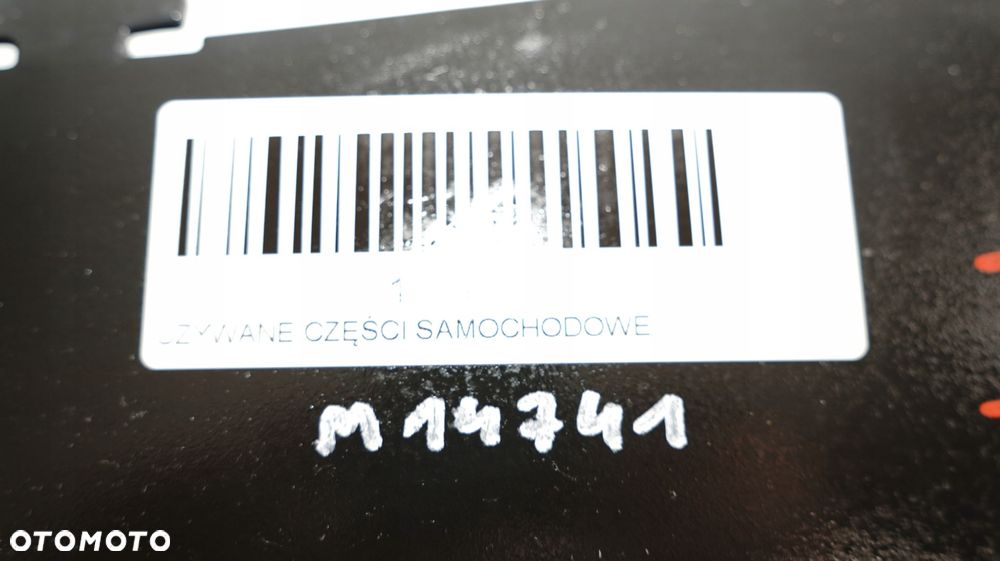 1
UŻYWANE CZĘŚCI SAMOCHODOWE
M14741
OTOMOTO